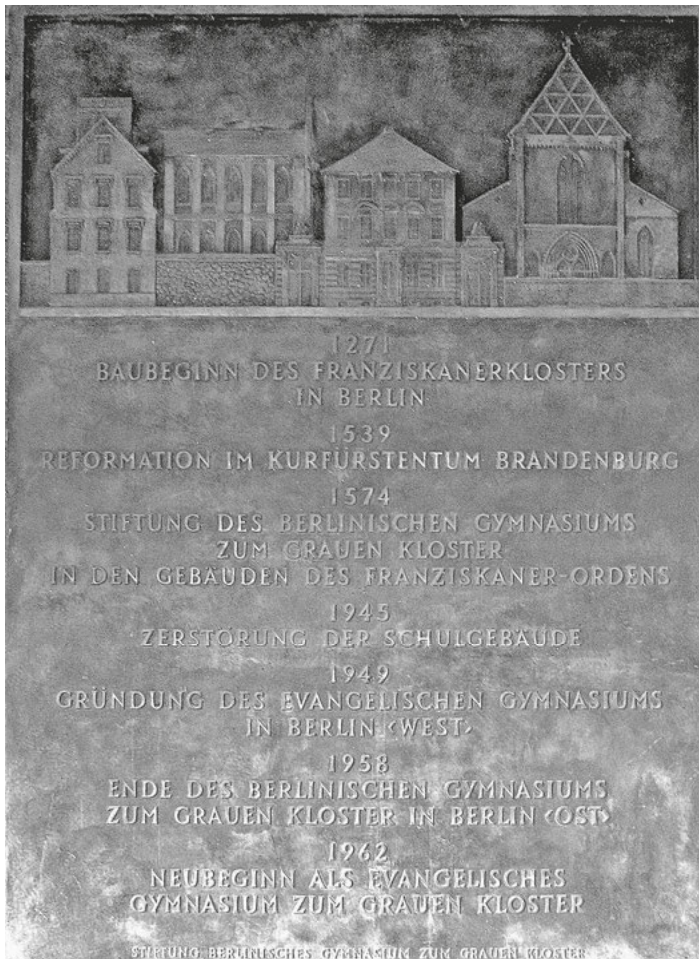 1271
BAUBEGINN DES FRANZISKANERKLOSTERS
IN BERLIN
1539
REFORMATION IM KURFÜRSTENTUM BRANDENBURG
1574
STIFTUNG DES BERLINISCHEN GYMNASIUMS
ZUM GRAUEN KLOSTER
IN DEN GEBÄUDEN DES FRANZISKANER-ORDENS
1945
ZERSTÖRUNG DER SCHULGEBÄUDE
1949
GRÜNDUNG DES EVANGELISCHEN GYMNASIUMS
IN BERLIN ‹WEST›
1958
ENDE DES BERLINISCHEN GYMNASIUMS
ZUM GRAUEN KLOSTER IN BERLIN ‹OST›
1962
NEUBEGINN ALS EVANGELISCHES
GYMNASIUM ZUM GRAUEN KLOSTER
STIFTUNG BERLINISCHES GYMNASIUM ZUM GRAUEN KLOSTER